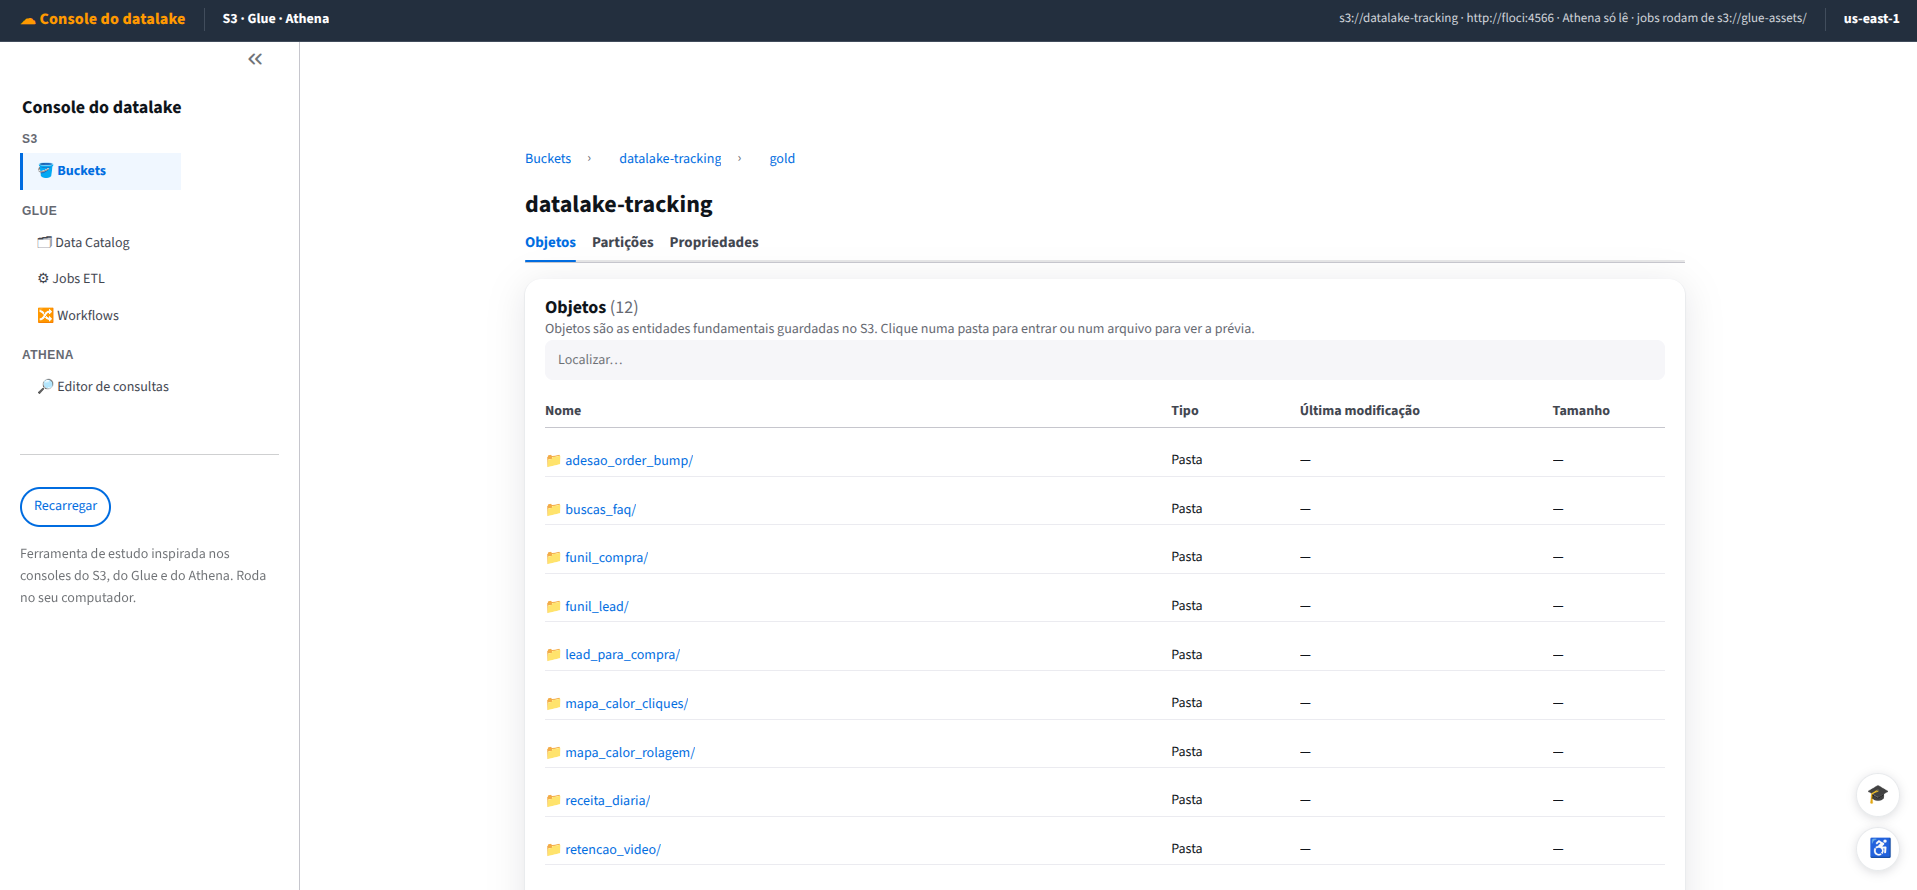 Console do datalake
S3 · Glue · Athena
s3://datalake-tracking · http://floci:4566 · Athena só lê · jobs rodam de s3://glue-assets/
us-east-1
Console do datalake
S3
Buckets
GLUE
Data Catalog
Jobs ETL
Workflows
ATHENA
Editor de consultas
Recarregar
Ferramenta de estudo inspirada nos
consoles do S3, do Glue e do Athena. Roda
no seu computador.
Buckets › datalake-tracking › gold
datalake-tracking
Objetos Partições Propriedades
Objetos (12)
Objetos são as entidades fundamentais guardadas no S3. Clique numa pasta para entrar ou num arquivo para ver a prévia.
Localizar...
Nome Tipo Última modificação Tamanho
adesao_order_bump/ Pasta — —
buscas_faq/ Pasta — —
funil_compra/ Pasta — —
funil_lead/ Pasta — —
lead_para_compra/ Pasta — —
mapa_calor_cliques/ Pasta — —
mapa_calor_rolagem/ Pasta — —
receita_diaria/ Pasta — —
retencao_video/ Pasta — —